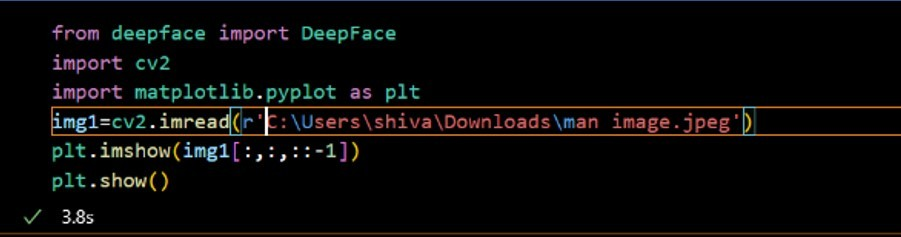 from deepface import DeepFace
import cv2
import matplotlib.pyplot as plt
img1=cv2.imread(r'C:\Users\shiva\Downloads\man image.jpeg')
plt.imshow(img1[:,:,::-1])
plt.show()
✓ 3.8s